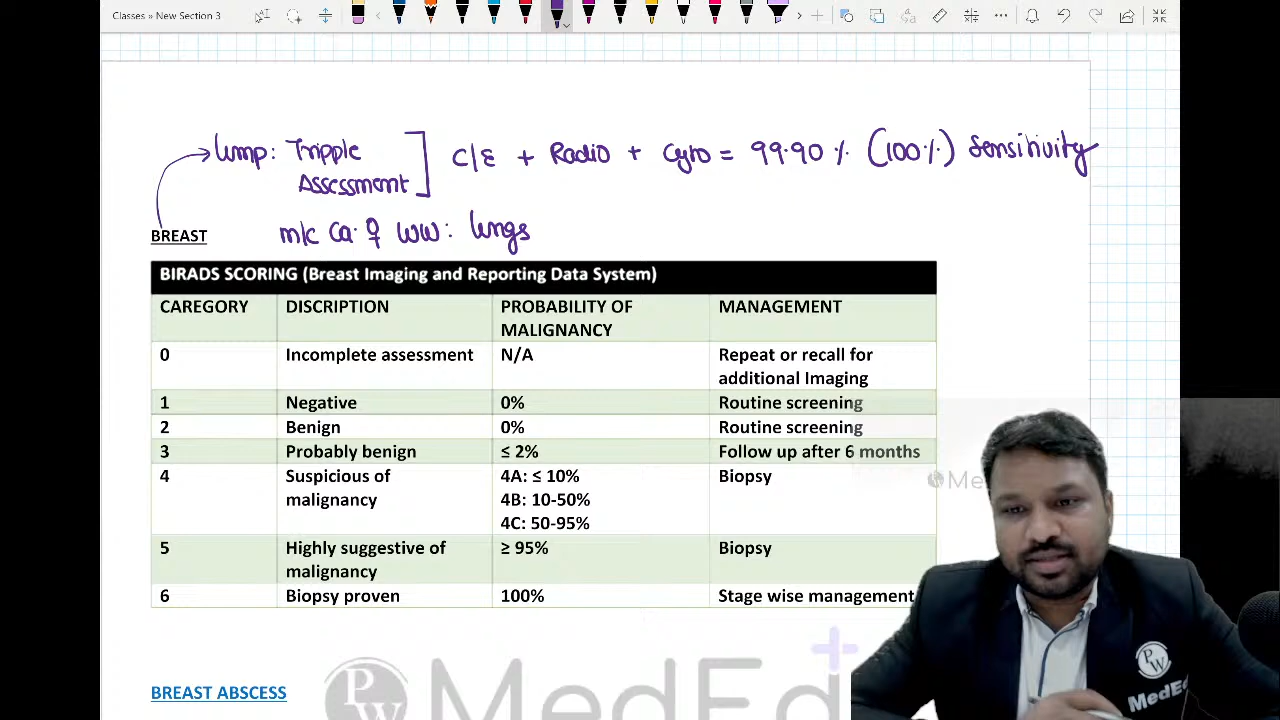 Classes » New Section 3
Lump: Tripple Assessment ] C/E + Radio + Cyto = 99.90 % (100%) Sensitivity
BREAST
m/c Ca. ♀ WW: Lungs
BIRADS SCORING (Breast Imaging and Reporting Data System)
CAREGORY DISCRIPTION PROBABILITY OF MALIGNANCY MANAGEMENT
0 Incomplete assessment N/A Repeat or recall for additional Imaging
1 Negative 0% Routine screening
2 Benign 0% Routine screening
3 Probably benign ≤ 2% Follow up after 6 months
4 Suspicious of malignancy 4A: ≤ 10% 4B: 10-50% 4C: 50-95% Biopsy
5 Highly suggestive of malignancy ≥ 95% Biopsy
6 Biopsy proven 100% Stage wise management
BREAST ABSCESS
PW MedEd
PW
MedEd